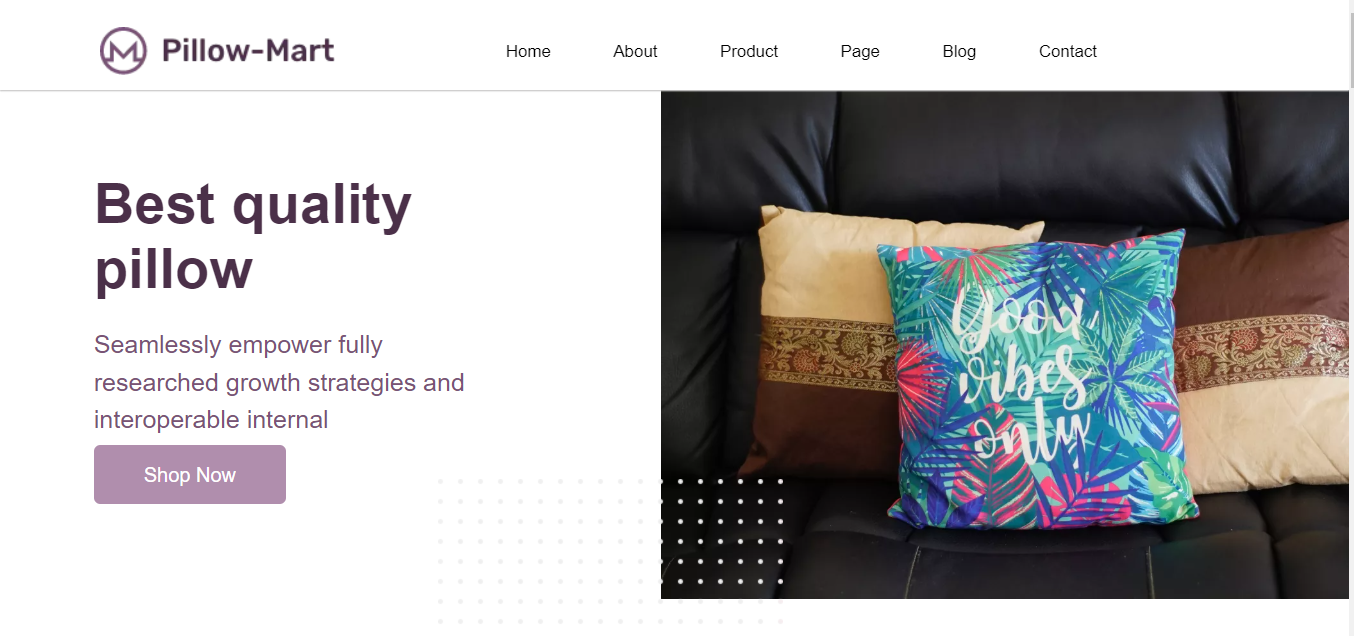 Pillow-Mart
Home About Product Page Blog Contact
Best quality
pillow
Seamlessly empower fully
researched growth strategies and
interoperable internal
Shop Now
Good
vibes
only